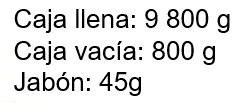 Caja llena: 9 800 g
Caja vacía: 800 g
Jabón: 45g